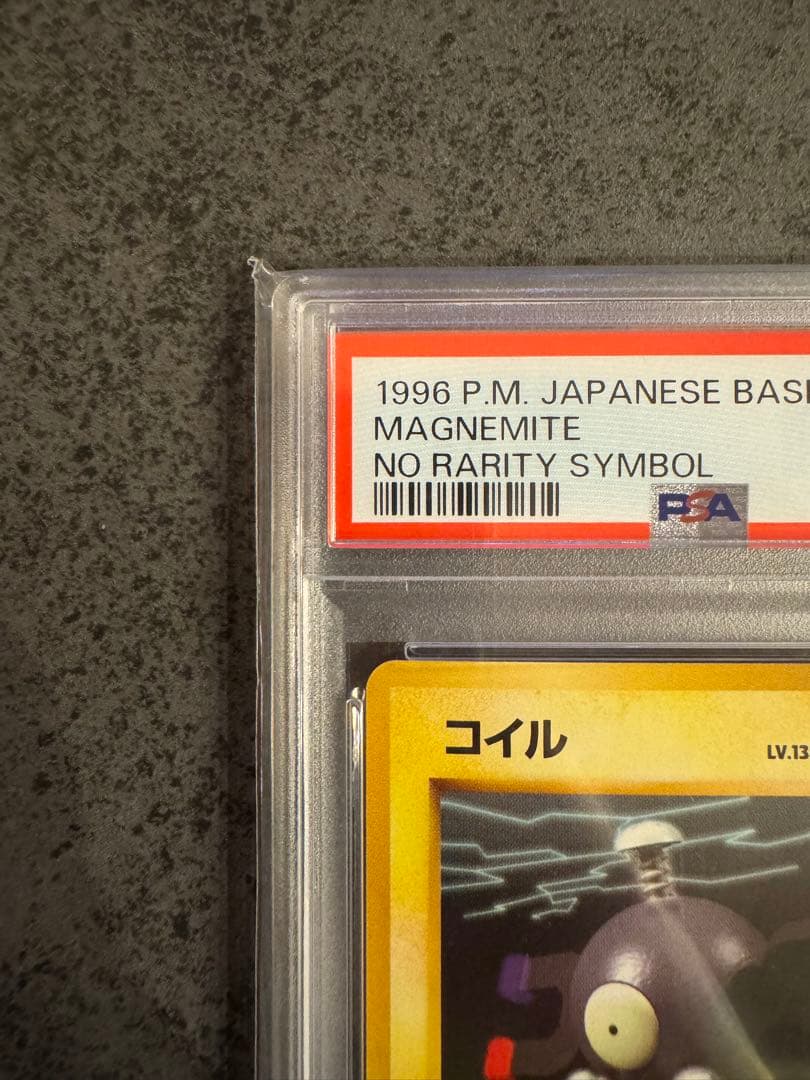 1996 P.M. JAPANESE BAS
MAGNEMITE
NO RARITY SYMBOL
PSA
コイル
LV.13